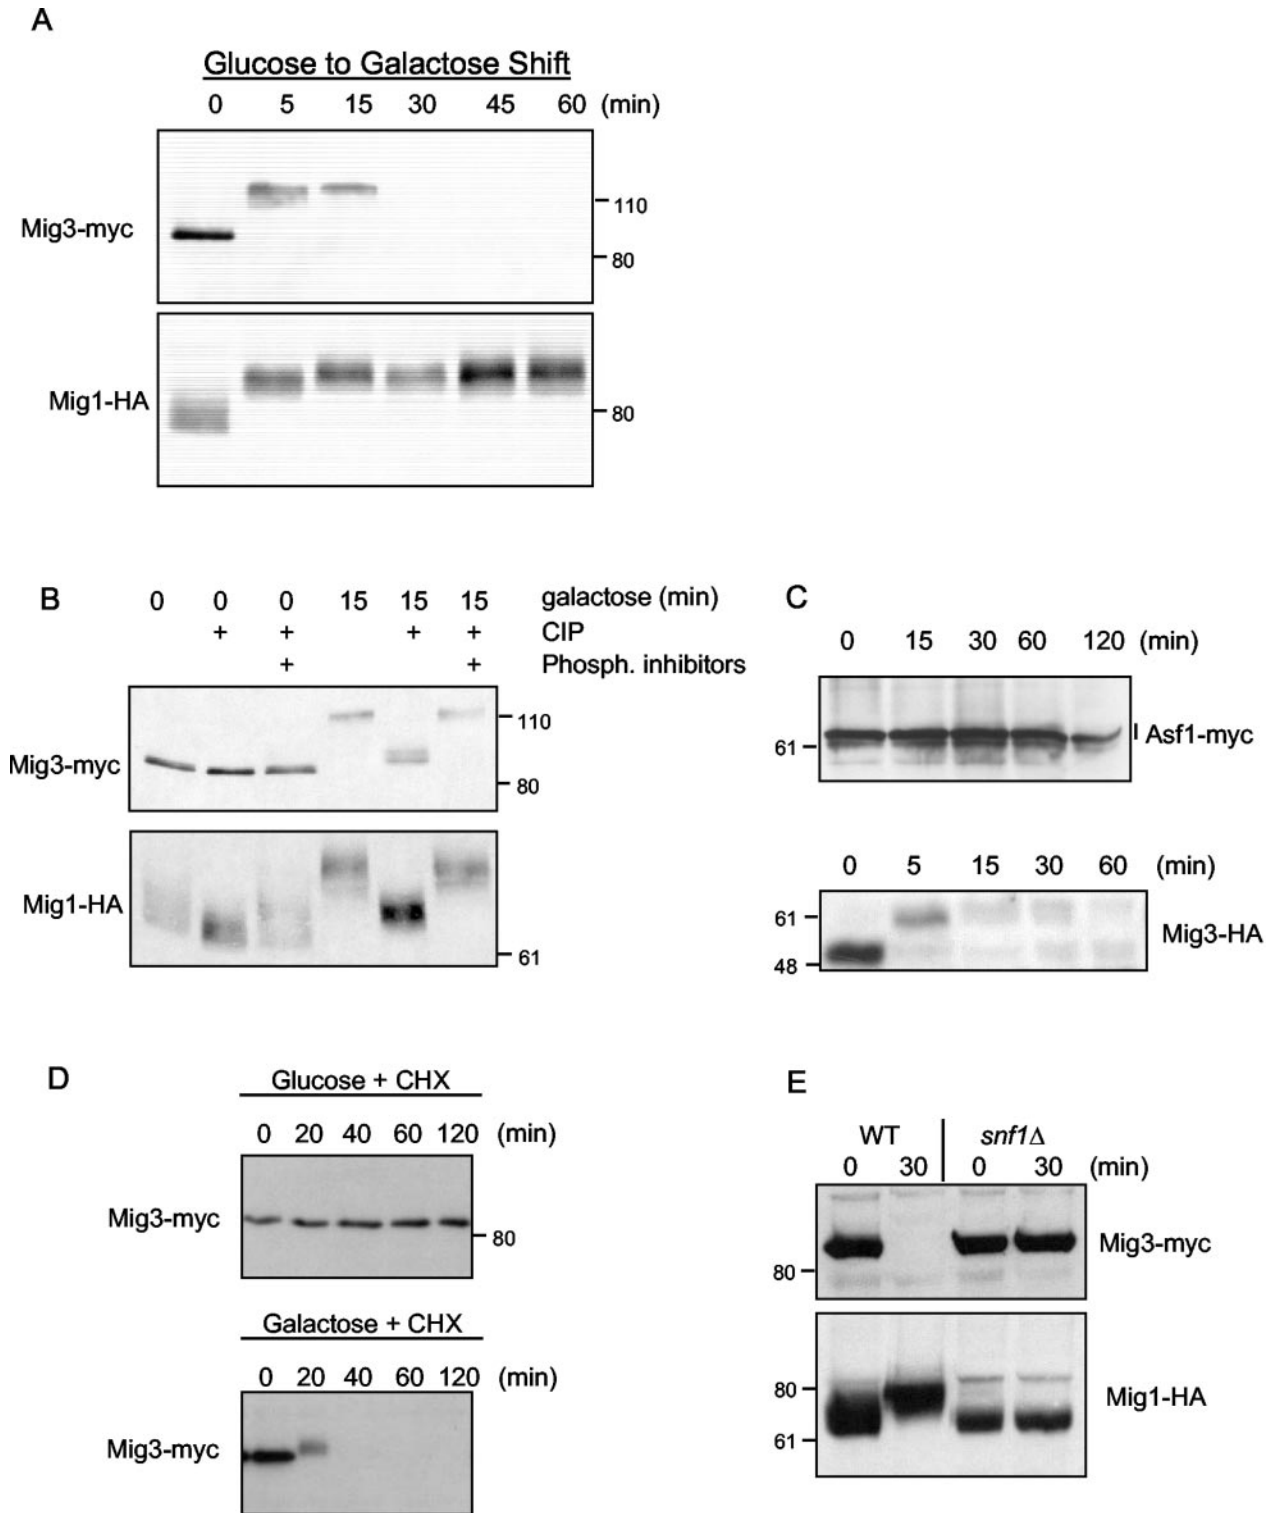 A
Glucose to Galactose Shift
0 5 15 30 45 60 (min)
Mig3-myc
110
80
Mig1-HA
80
B
0 0 0 15 15 15 galactose (min)
+ + + + CIP
+ + Phosph. inhibitors
Mig3-myc
110
80
Mig1-HA
61
C
0 15 30 60 120 (min)
61
Asf1-myc
0 5 15 30 60 (min)
61
48
Mig3-HA
D
Glucose + CHX
0 20 40 60 120 (min)
Mig3-myc
80
Galactose + CHX
0 20 40 60 120 (min)
Mig3-myc
E
WT snf1Δ
0 30 0 30 (min)
80
Mig3-myc
80
61
Mig1-HA